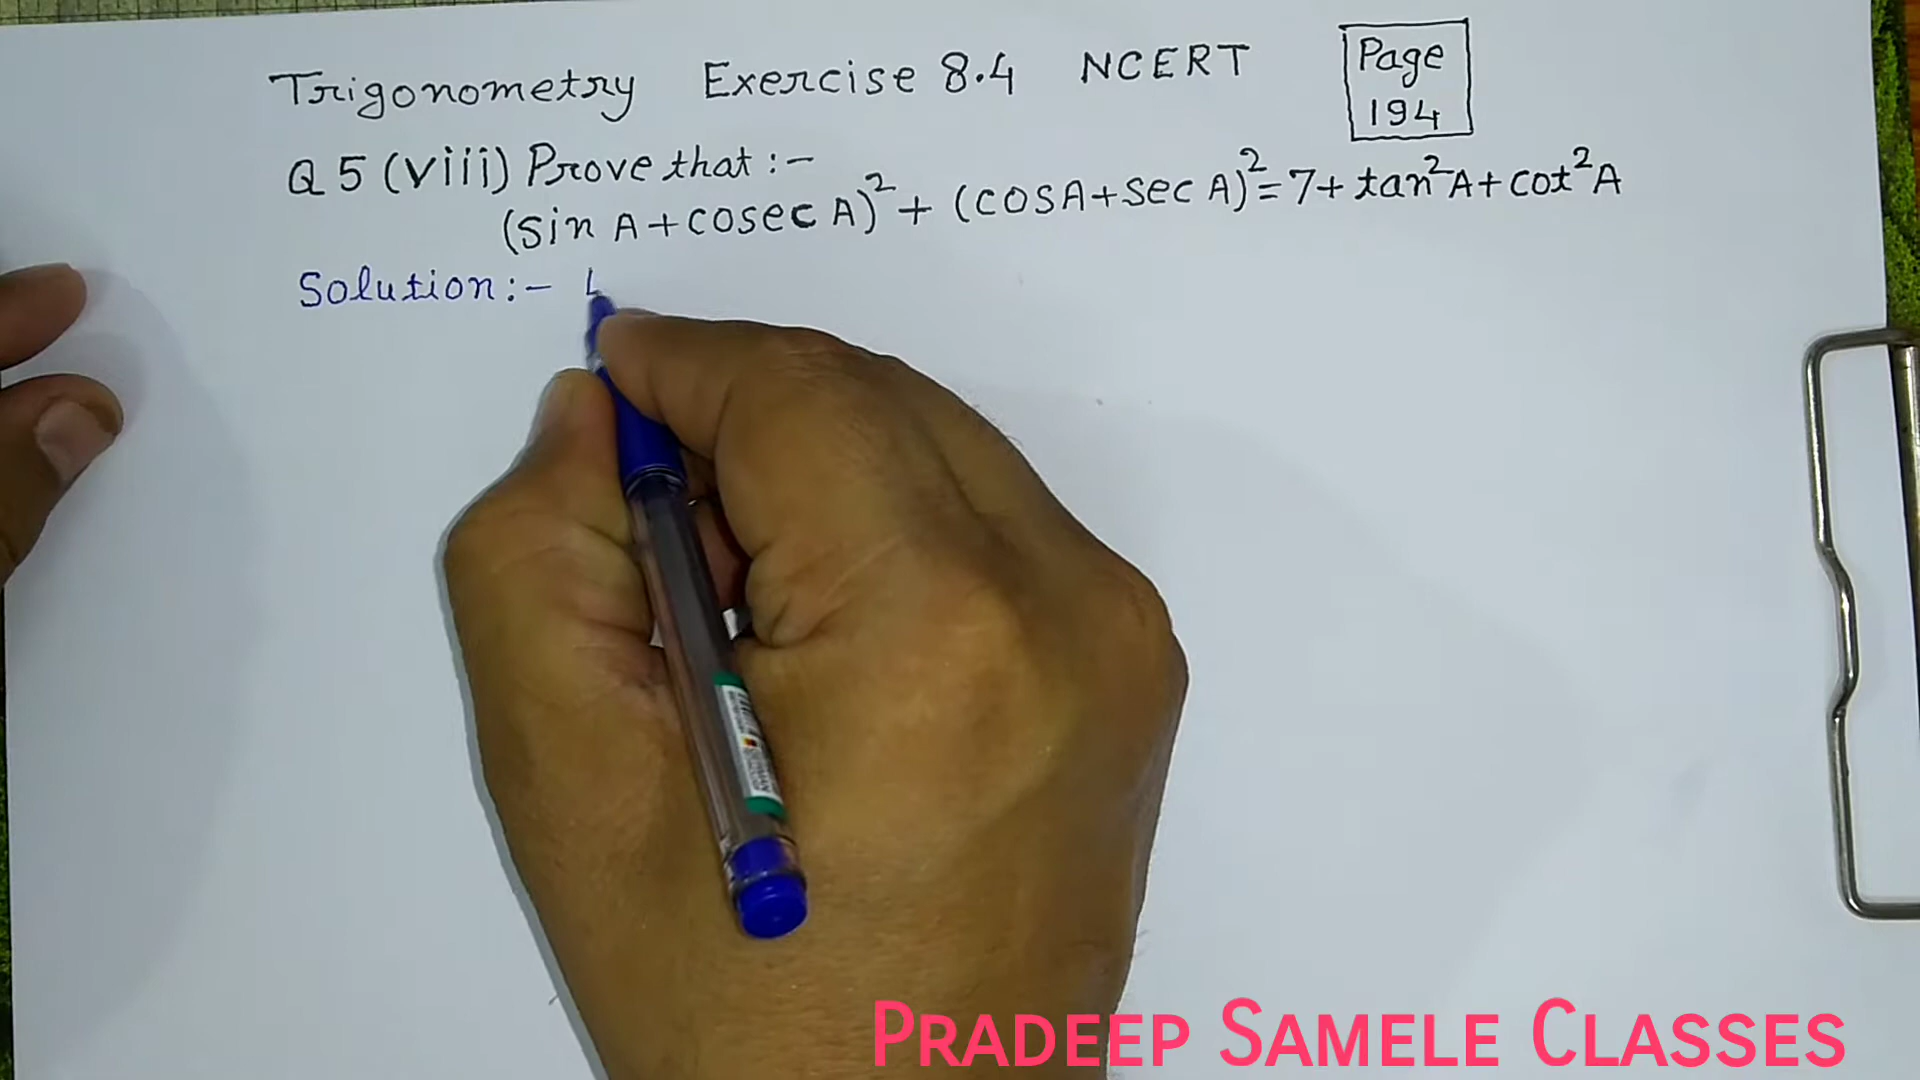 Trigonometry Exercise 8.4 NCERT
Page
194
Q5 (viii) Prove that :-
(sin A + cosec A)² + (cosA + sec A)² = 7 + tan²A + cot²A
Solution :- L
PRADEEP SAMELE CLASSES